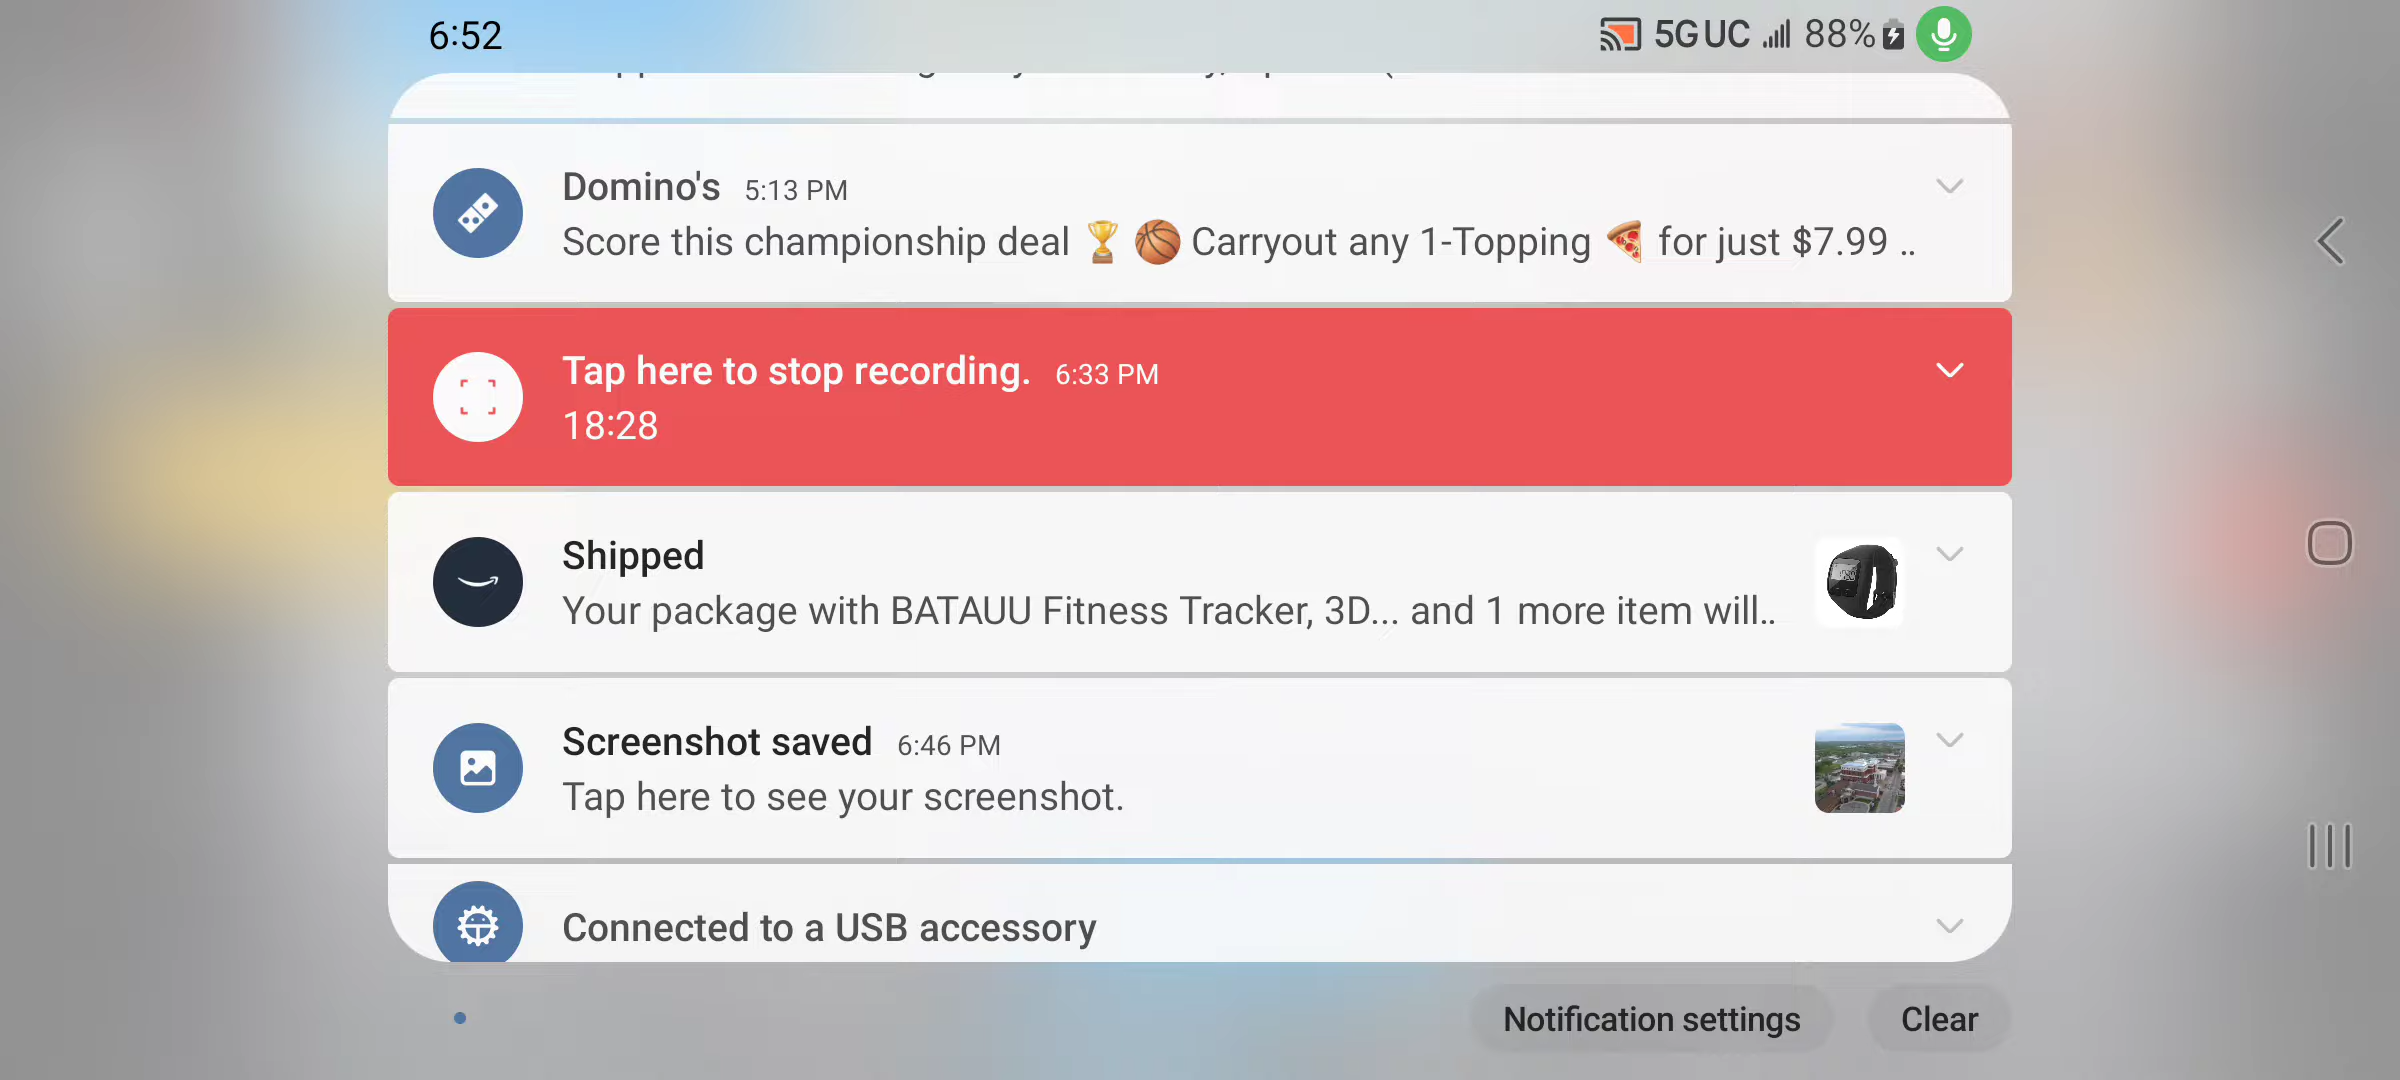 6:52
5G UC 88%
Domino's 5:13 PM
Score this championship deal 🏆 🏀 Carryout any 1-Topping 🍕 for just $7.99 ..
Tap here to stop recording. 6:33 PM
18:28
Shipped
Your package with BATAUU Fitness Tracker, 3D... and 1 more item will..
Screenshot saved 6:46 PM
Tap here to see your screenshot.
Connected to a USB accessory
Notification settings
Clear